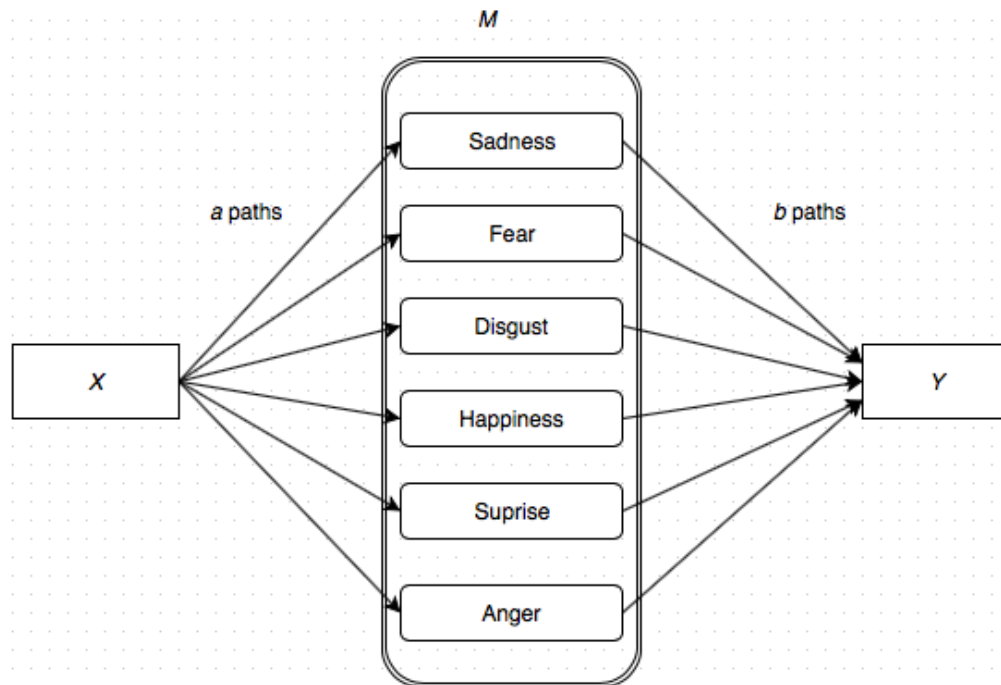 M
Sadness
a paths
b paths
Fear
Disgust
X
Y
Happiness
Suprise
Anger